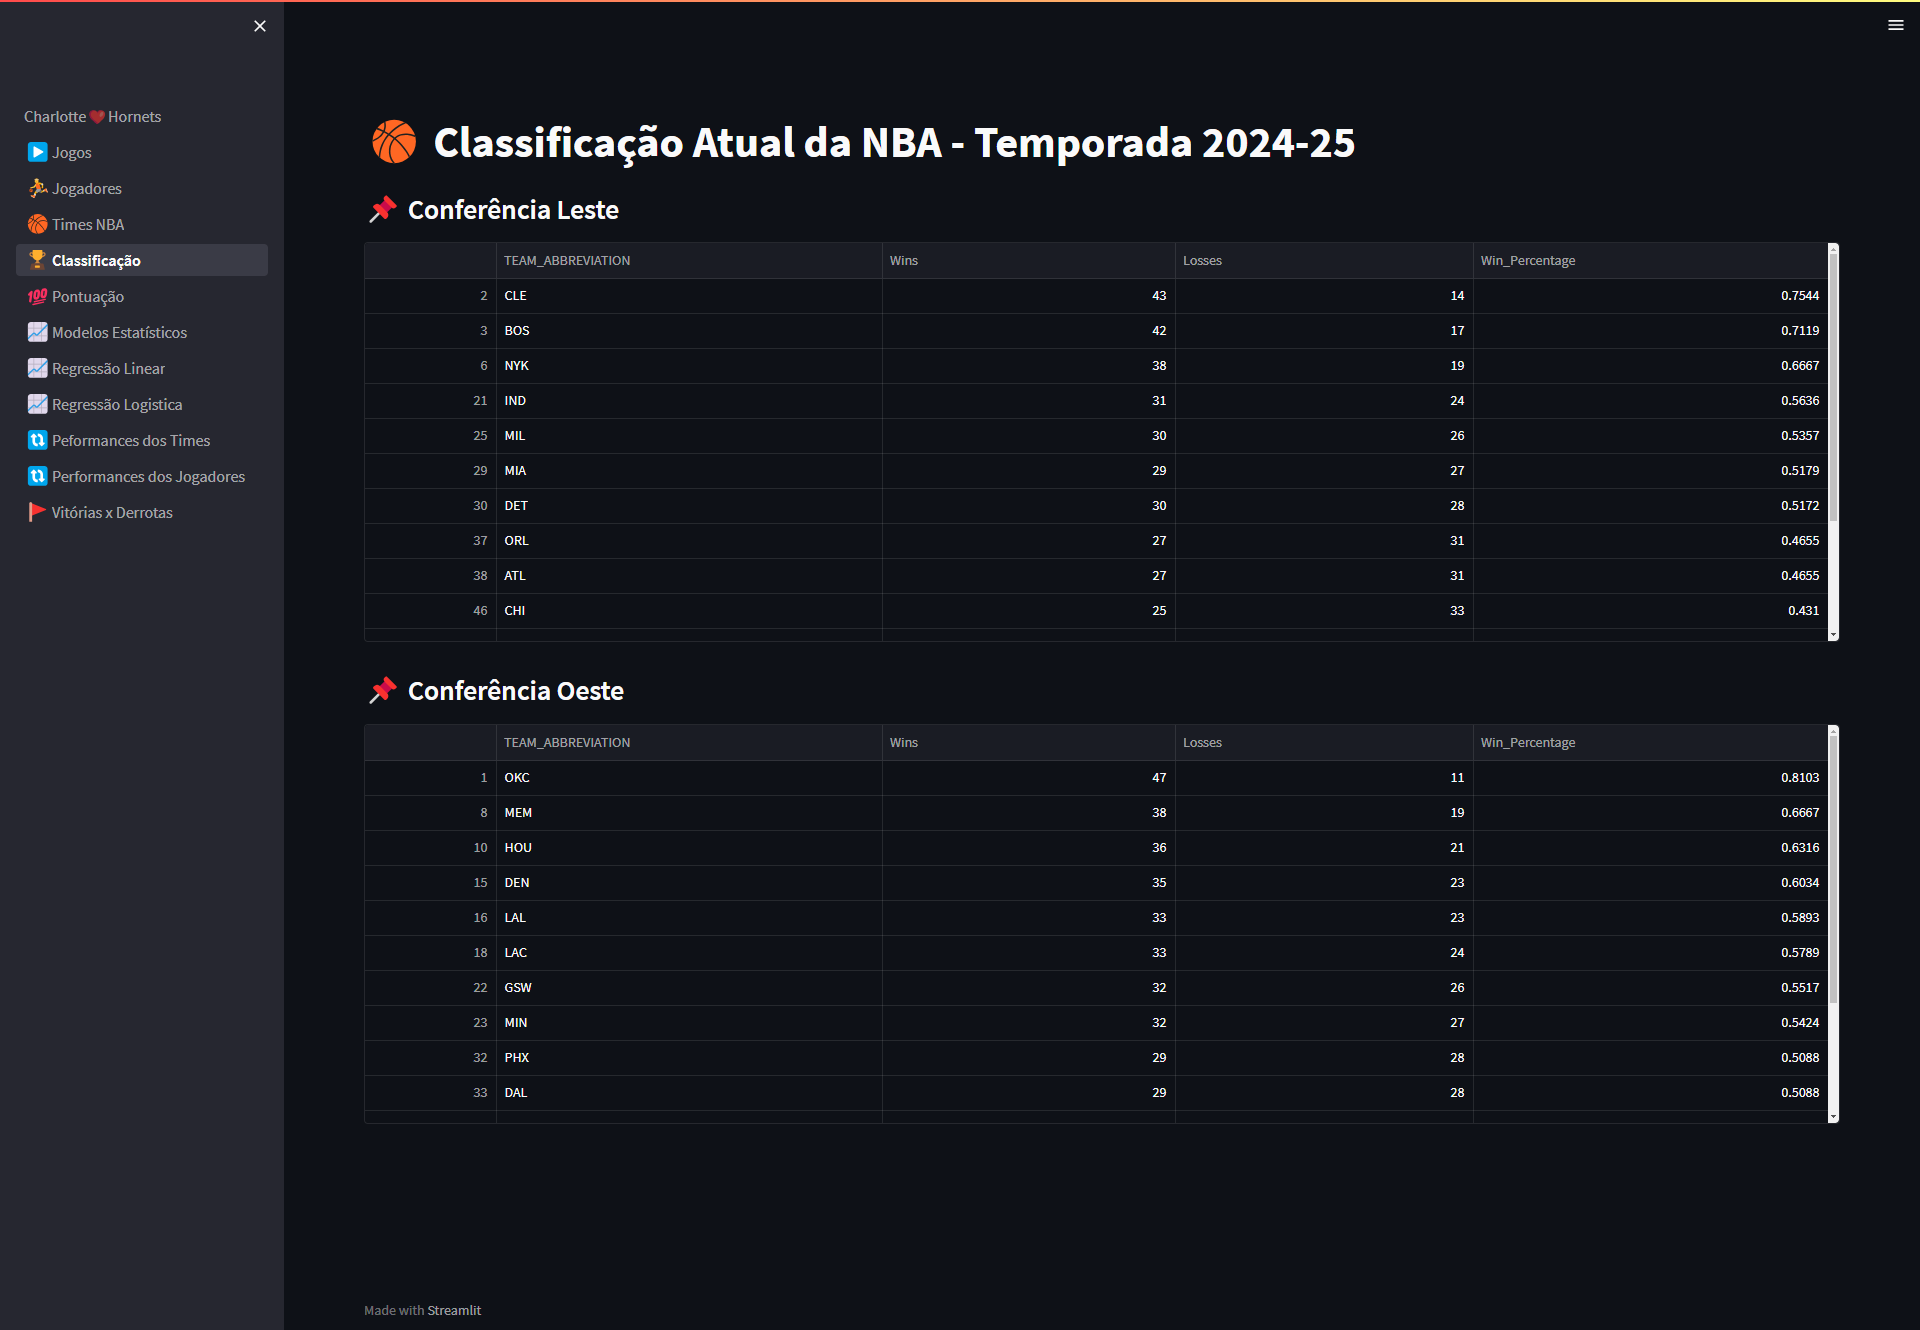 Charlotte ❤ Hornets
Jogos
Jogadores
Times NBA
Classificação
Pontuação
Modelos Estatísticos
Regressão Linear
Regressão Logistica
Peformances dos Times
Performances dos Jogadores
Vitórias x Derrotas
Classificação Atual da NBA - Temporada 2024-25
Conferência Leste
TEAM_ABBREVIATION Wins Losses Win_Percentage
2 CLE 43 14 0.7544
3 BOS 42 17 0.7119
6 NYK 38 19 0.6667
21 IND 31 24 0.5636
25 MIL 30 26 0.5357
29 MIA 29 27 0.5179
30 DET 30 28 0.5172
37 ORL 27 31 0.4655
38 ATL 27 31 0.4655
46 CHI 25 33 0.431
Conferência Oeste
TEAM_ABBREVIATION Wins Losses Win_Percentage
1 OKC 47 11 0.8103
8 MEM 38 19 0.6667
10 HOU 36 21 0.6316
15 DEN 35 23 0.6034
16 LAL 33 23 0.5893
18 LAC 33 24 0.5789
22 GSW 32 26 0.5517
23 MIN 32 27 0.5424
32 PHX 29 28 0.5088
33 DAL 29 28 0.5088
Made with Streamlit